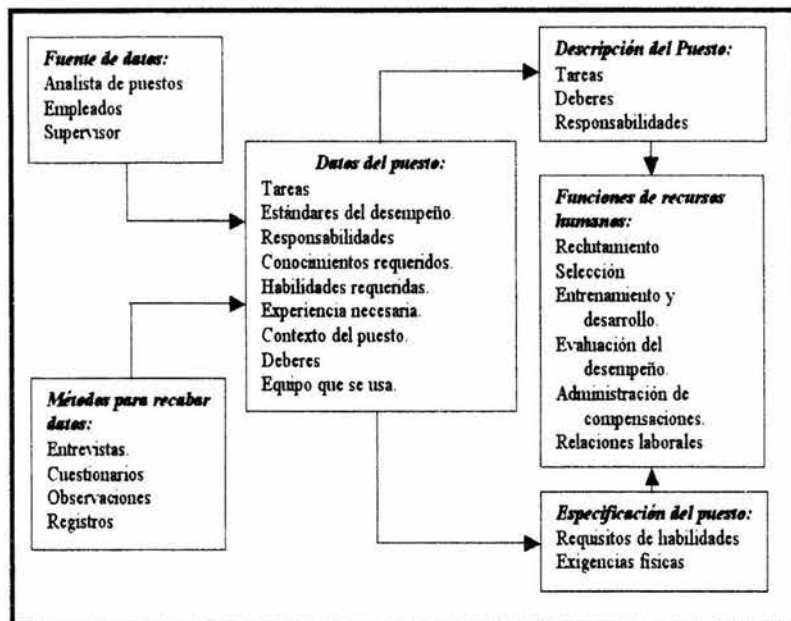 Fuente de datos:
Analista de puestos
Empleados
Supervisor
Métodos para recabar
datos:
Entrevistas.
Cuestionarios
Observaciones
Registros
Datos del puesto:
Tareas
Estándares del desempeño.
Responsabilidades
Conocimientos requeridos.
Habilidades requeridas.
Experiencia necesaria.
Contexto del puesto.
Deberes
Equipo que se usa.
Descripción del Puesto:
Tareas
Deberes
Responsabilidades
Funciones de recursos
humanos:
Reclutamiento
Selección
Entrenamiento y
desarrollo.
Evaluación del
desempeño.
Administración de
compensaciones.
Relaciones laborales
Especificación del puesto:
Requisitos de habilidades
Exigencias físicas